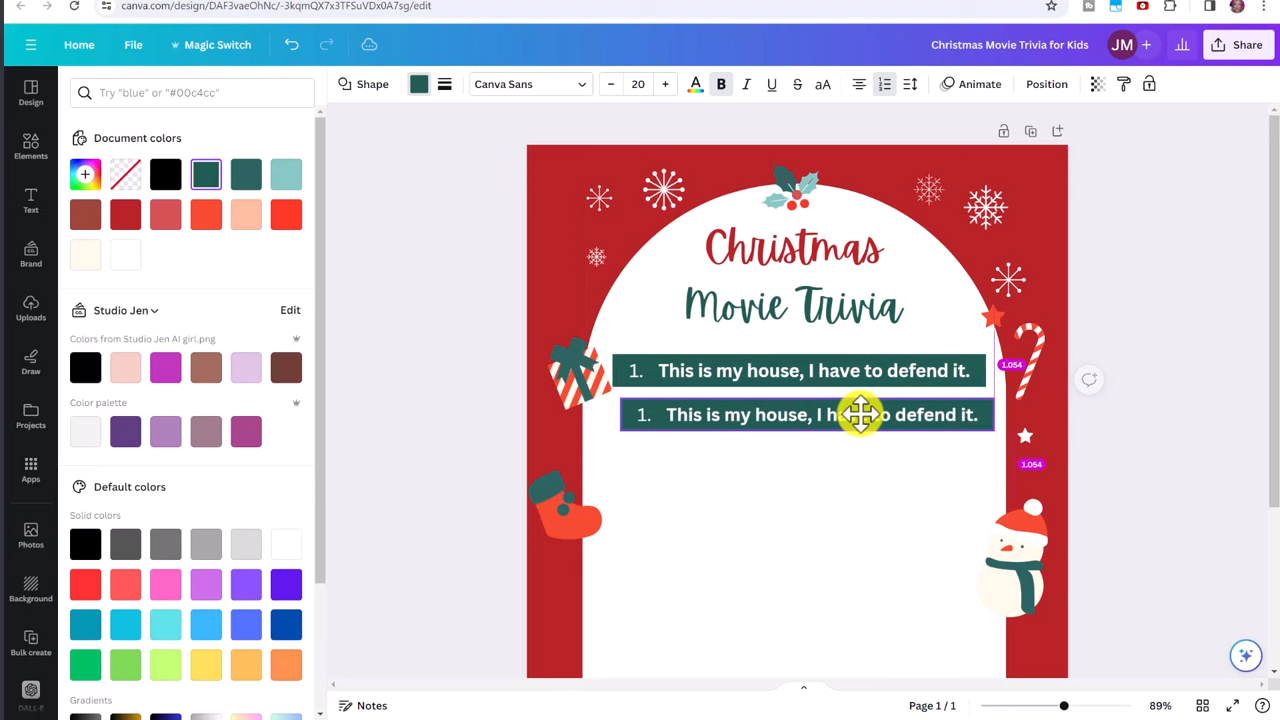 canva.com/design/DAF3vaeOhNc/-3kqmQX7x3TFSuVDx0A7sg/edit
Home
File
Magic Switch
Christmas Movie Trivia for Kids
JM
Share
Design
Elements
Text
Brand
Uploads
Draw
Projects
Apps
Photos
Background
Bulk create
DALL-E
Try "blue" or "#00c4cc"
Document colors
Studio Jen
Edit
Colors from Studio Jen AI girl.png
Color palette
Default colors
Solid colors
Gradients
Shape
Canva Sans
20
A
B
I
U
S
aA
Animate
Position
Christmas
Movie Trivia
1. This is my house, I have to defend it.
1.054
1. This is my house, I h to defend it.
1.054
Notes
Page 1 / 1
89%